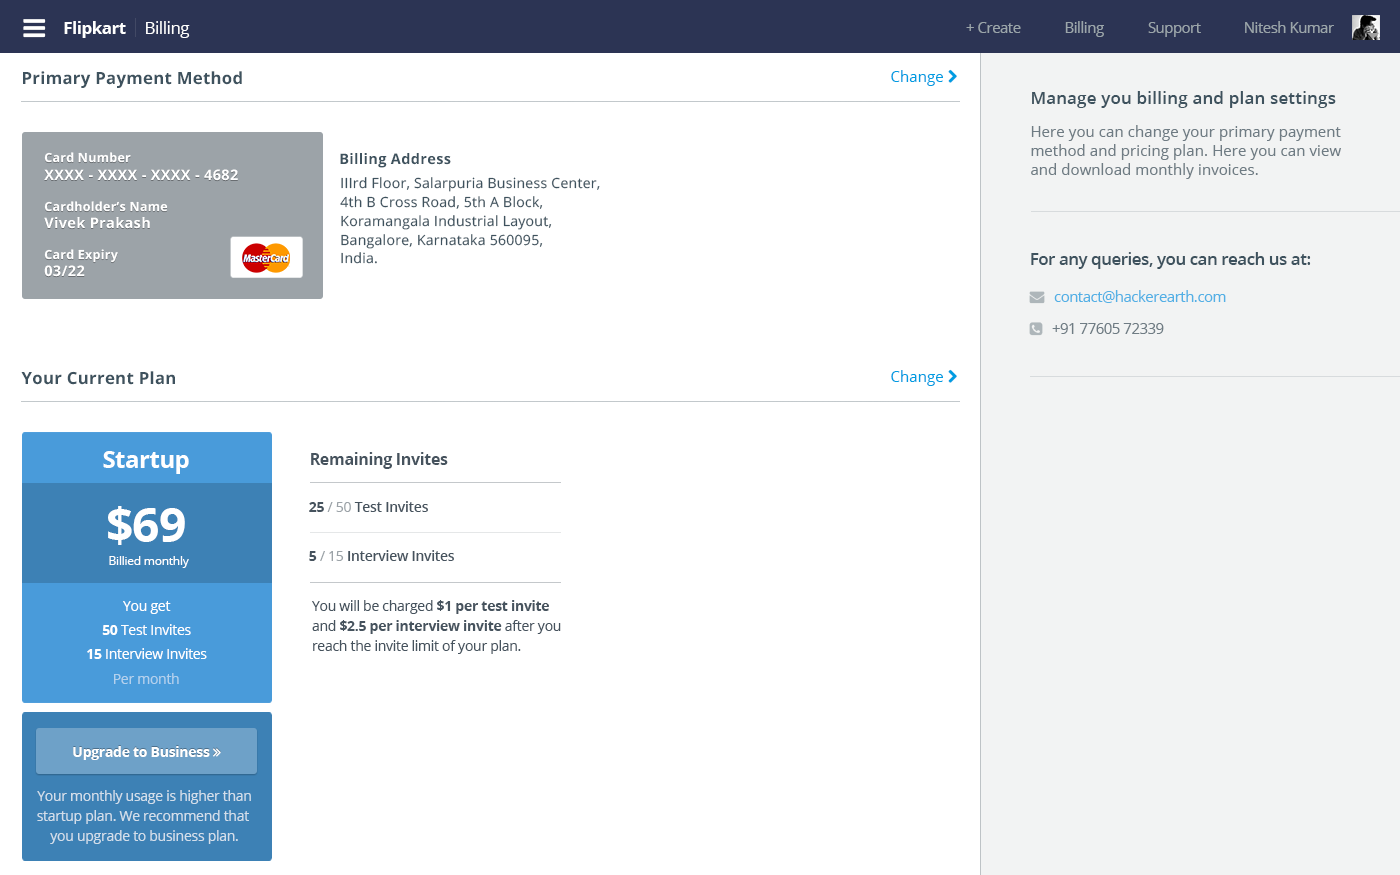 Flipkart Billing
+ Create Billing Support Nitesh Kumar
Primary Payment Method
Change
Card Number
XXXX - XXXX - XXXX - 4682
Cardholder's Name
Vivek Prakash
Card Expiry
03/22
MasterCard
Billing Address
IIIrd Floor, Salarpuria Business Center,
4th B Cross Road, 5th A Block,
Koramangala Industrial Layout,
Bangalore, Karnataka 560095,
India.
Your Current Plan
Change
Startup
$69
Billied monthly
You get
50 Test Invites
15 Interview Invites
Per month
Upgrade to Business »
Your monthly usage is higher than
startup plan. We recommend that
you upgrade to business plan.
Remaining Invites
25 / 50 Test Invites
5 / 15 Interview Invites
You will be charged $1 per test invite
and $2.5 per interview invite after you
reach the invite limit of your plan.
Manage you billing and plan settings
Here you can change your primary payment
method and pricing plan. Here you can view
and download monthly invoices.
For any queries, you can reach us at:
contact@hackerearth.com
+91 77605 72339